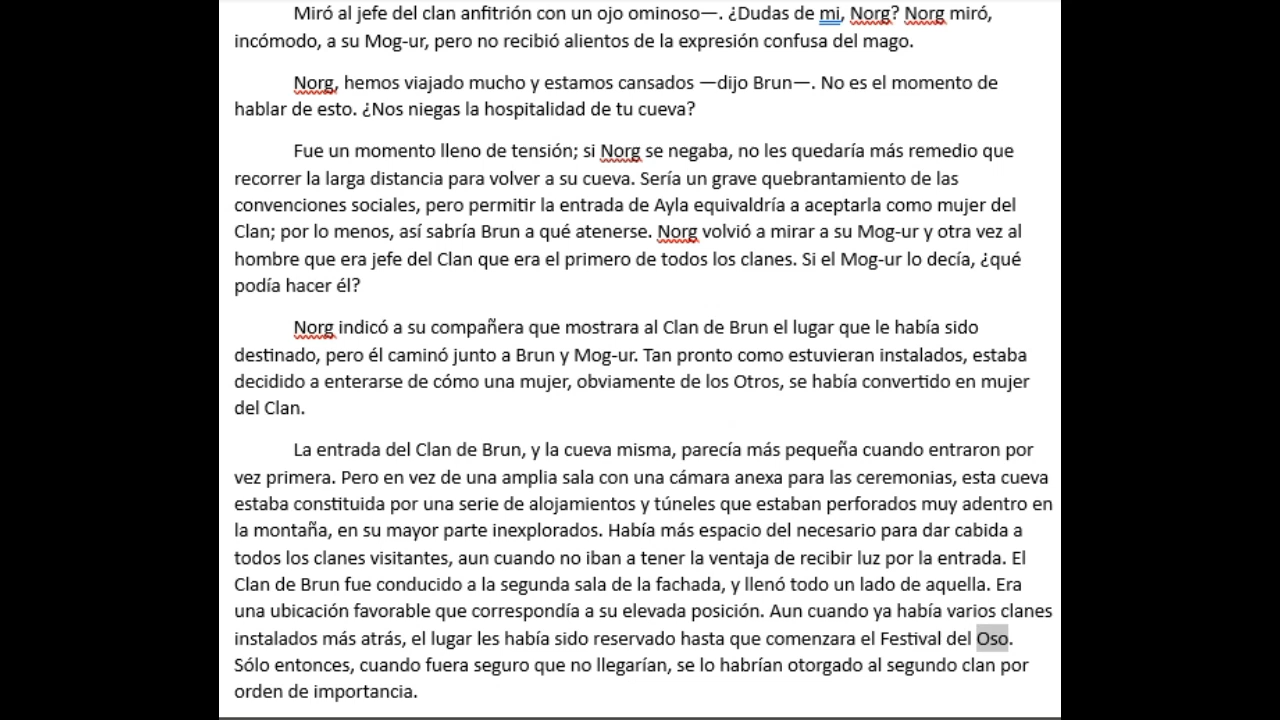 Miró al jefe del clan anfitrión con un ojo ominoso—. ¿Dudas de mi, Norg? Norg miró,
incómodo, a su Mog-ur, pero no recibió alientos de la expresión confusa del mago.
Norg, hemos viajado mucho y estamos cansados —dijo Brun—. No es el momento de
hablar de esto. ¿Nos niegas la hospitalidad de tu cueva?
Fue un momento lleno de tensión; si Norg se negaba, no les quedaría más remedio que
recorrer la larga distancia para volver a su cueva. Sería un grave quebrantamiento de las
convenciones sociales, pero permitir la entrada de Ayla equivaldría a aceptarla como mujer del
Clan; por lo menos, así sabría Brun a qué atenerse. Norg volvió a mirar a su Mog-ur y otra vez al
hombre que era jefe del Clan que era el primero de todos los clanes. Si el Mog-ur lo decía, ¿qué
podía hacer él?
Norg indicó a su compañera que mostrara al Clan de Brun el lugar que le había sido
destinado, pero él caminó junto a Brun y Mog-ur. Tan pronto como estuvieran instalados, estaba
decidido a enterarse de cómo una mujer, obviamente de los Otros, se había convertido en mujer
del Clan.
La entrada del Clan de Brun, y la cueva misma, parecía más pequeña cuando entraron por
vez primera. Pero en vez de una amplia sala con una cámara anexa para las ceremonias, esta cueva
estaba constituida por una serie de alojamientos y túneles que estaban perforados muy adentro en
la montaña, en su mayor parte inexplorados. Había más espacio del necesario para dar cabida a
todos los clanes visitantes, aun cuando no iban a tener la ventaja de recibir luz por la entrada. El
Clan de Brun fue conducido a la segunda sala de la fachada, y llenó todo un lado de aquella. Era
una ubicación favorable que correspondía a su elevada posición. Aun cuando ya había varios clanes
instalados más atrás, el lugar les había sido reservado hasta que comenzara el Festival del Oso.
Sólo entonces, cuando fuera seguro que no llegarían, se lo habrían otorgado al segundo clan por
orden de importancia.